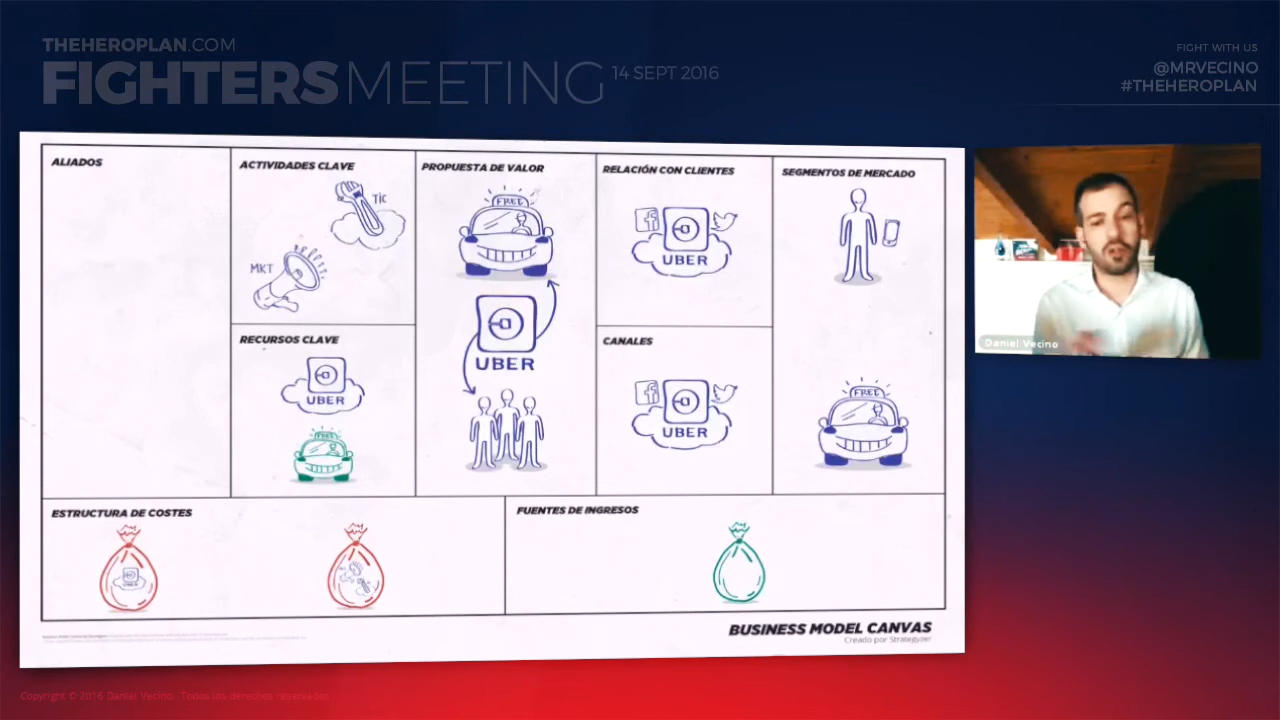 THEHEROPLAN.COM
FIGHTERSMEETING 14 SEPT 2016
FIGHT WITH US
@MRVECINO
#THEHEROPLAN
ALIADOS
ACTIVIDADES CLAVE
TIC
MKT
RECURSOS CLAVE
UBER
FREE
PROPUESTA DE VALOR
FREE
UBER
RELACIÓN CON CLIENTES
f
UBER
CANALES
f
UBER
SEGMENTOS DE MERCADO
FREE
ESTRUCTURA DE COSTES
UBER
FUENTES DE INGRESOS
BUSINESS MODEL CANVAS
Creado por Strategyzer
Daniel Vecino
Copyright © 2016 Daniel Vecino. Todos los derechos reservados